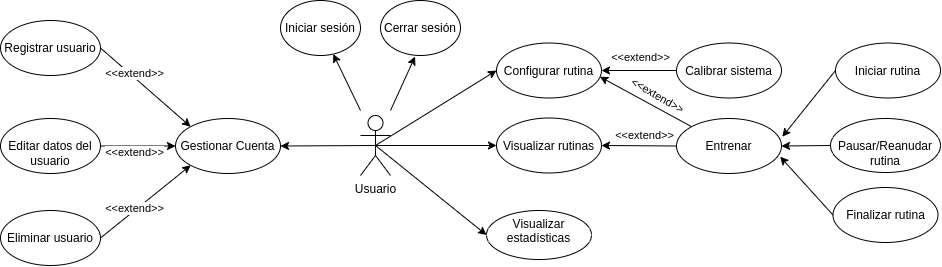 Registrar usuario
<<extend>>
Editar datos del
usuario
<<extend>>
Eliminar usuario
<<extend>>
Gestionar Cuenta
Iniciar sesión
Cerrar sesión
Usuario
Configurar rutina
Visualizar rutinas
Visualizar
estadísticas
<<extend>>
<<extend>>
<<extend>>
Calibrar sistema
Entrenar
Iniciar rutina
Pausar/Reanudar
rutina
Finalizar rutina